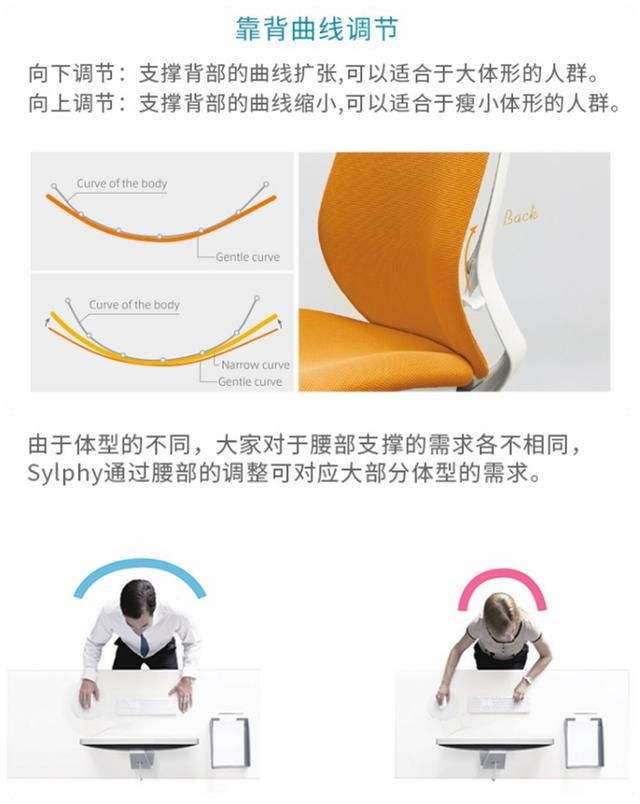 靠背曲线调节
向下调节：支撑背部的曲线扩张,可以适合于大体形的人群。
向上调节：支撑背部的曲线缩小,可以适合于瘦小体形的人群。
Curve of the body
Gentle curve
Back
Curve of the body
Narrow curve
Gentle curve
由于体型的不同，大家对于腰部支撑的需求各不相同，
Sylphy通过腰部的调整可对应大部分体型的需求。